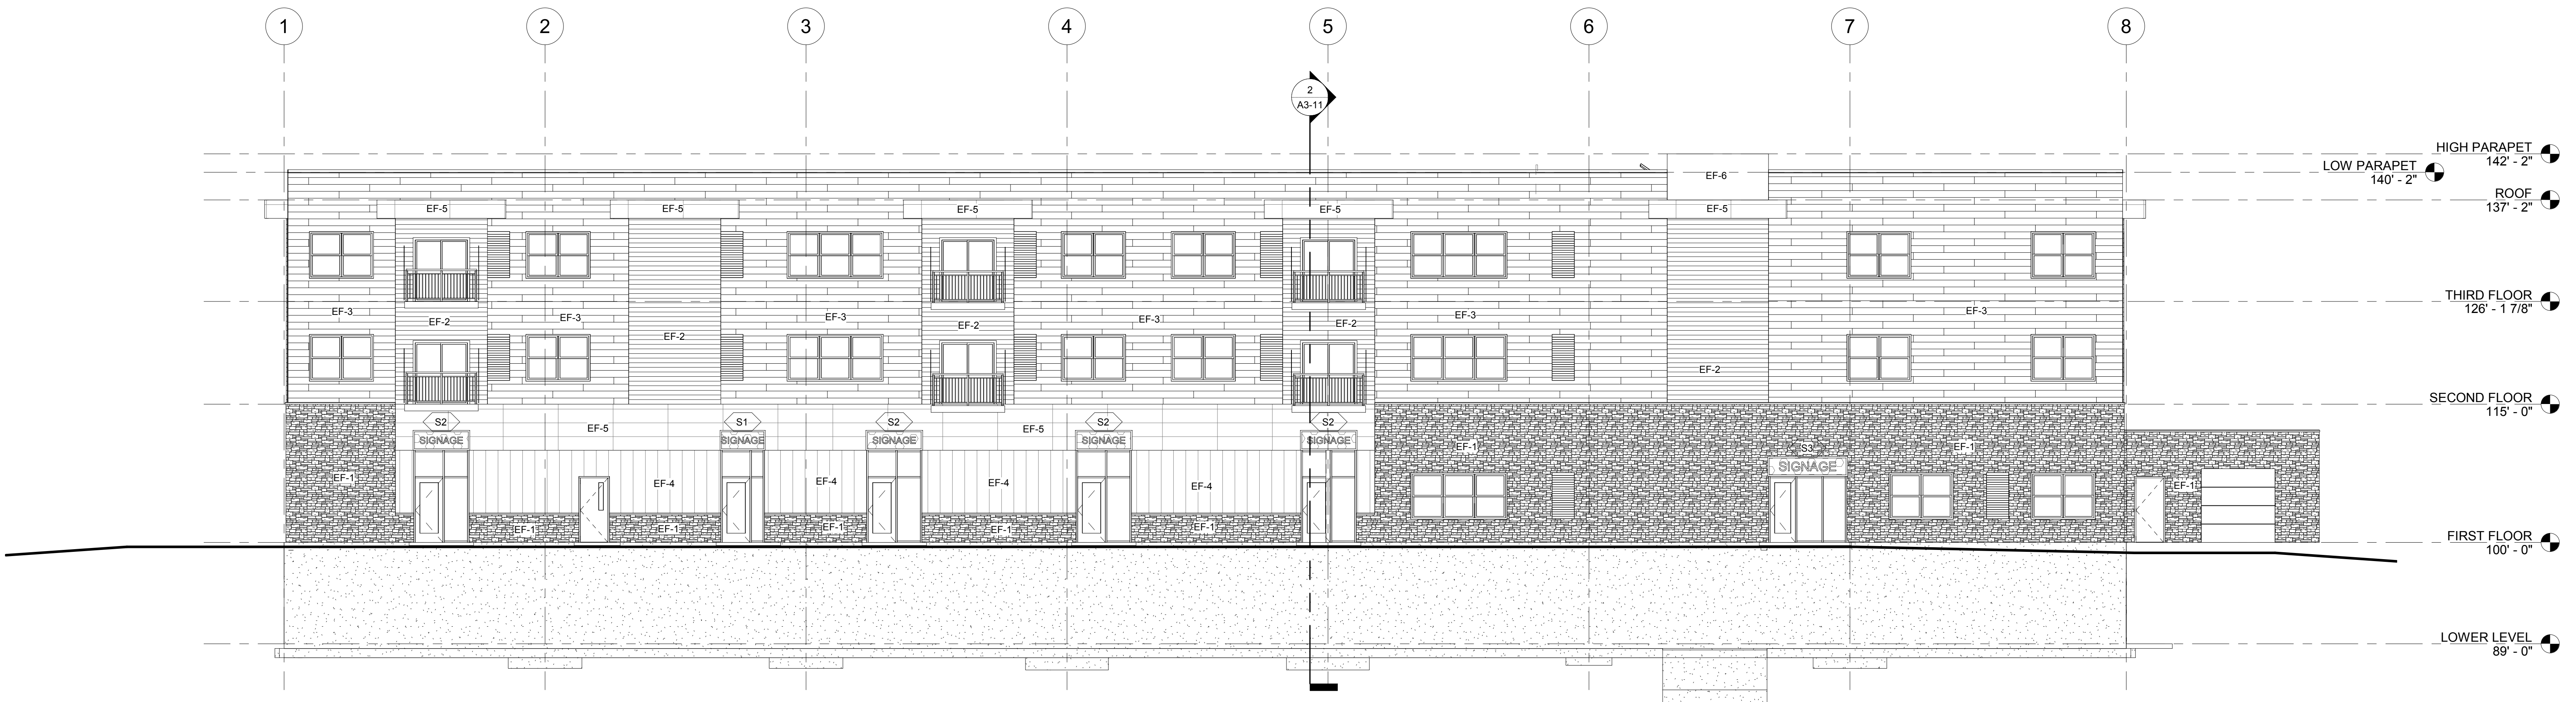 1
2
3
4
5
6
7
8
2
A3-11
HIGH PARAPET
142' - 2"
LOW PARAPET
140' - 2"
EF-6
ROOF
137' - 2"
EF-5
EF-5
EF-5
EF-5
EF-5
THIRD FLOOR
126' - 1 7/8"
EF-3
EF-2
EF-3
EF-2
EF-3
EF-2
EF-3
EF-2
EF-3
EF-2
EF-3
SECOND FLOOR
115' - 0"
S2
S1
S2
S2
S2
EF-5
EF-5
SIGNAGE
SIGNAGE
SIGNAGE
SIGNAGE
SIGNAGE
EF-1
S3
EF-1
SIGNAGE
EF-1
EF-4
EF-4
EF-4
EF-4
EF-1
EF-1
EF-1
EF-1
EF-1
EF-1
FIRST FLOOR
100' - 0"
LOWER LEVEL
89' - 0"